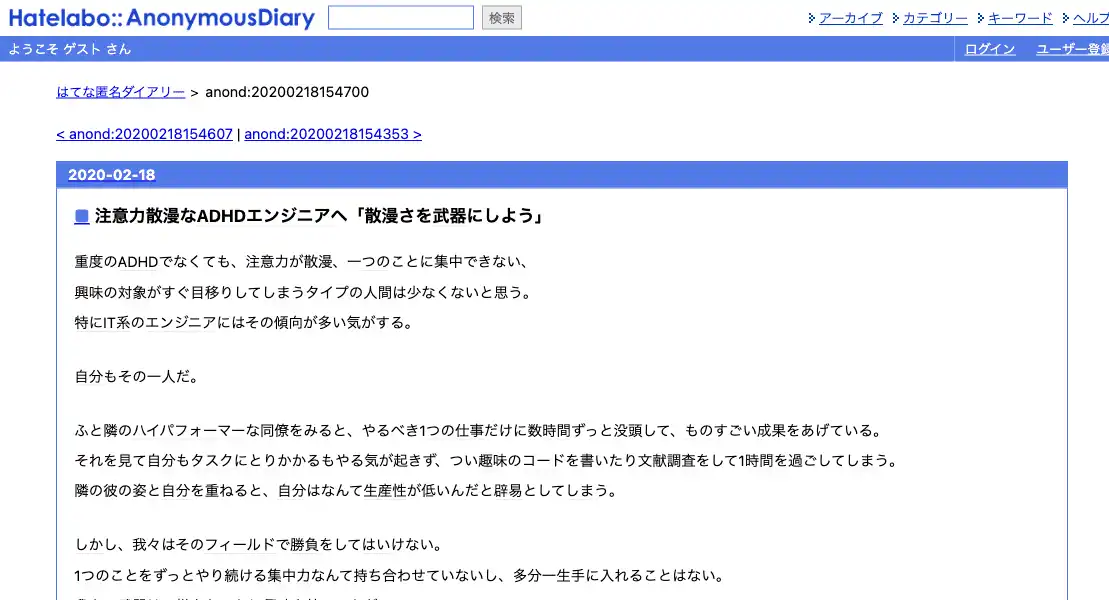 Hatelabo::AnonymousDiary 検索 アーカイブ カテゴリー キーワード ヘルプ
ようこそ ゲスト さん ログイン ユーザー登録
はてな匿名ダイアリー > anond:20200218154700
< anond:20200218154607 | anond:20200218154353 >
2020-02-18
注意力散漫なADHDエンジニアへ「散漫さを武器にしよう」
重度のADHDでなくても、注意力が散漫、一つのことに集中できない、
興味の対象がすぐ目移りしてしまうタイプの人間は少なくないと思う。
特にIT系のエンジニアにはその傾向が多い気がする。
自分もその一人だ。
ふと隣のハイパフォーマーな同僚をみると、やるべき1つの仕事だけに数時間ずっと没頭して、ものすごい成果をあげている。
それを見て自分もタスクにとりかかるもやる気が起きず、つい趣味のコードを書いたり文献調査をして1時間を過ごしてしまう。
隣の彼の姿と自分を重ねると、自分はなんて生産性が低いんだと辟易としてしまう。
しかし、我々はそのフィールドで勝負をしてはいけない。
1つのことをずっとやり続ける集中力なんて持ち合わせていないし、多分一生手に入れることはない。